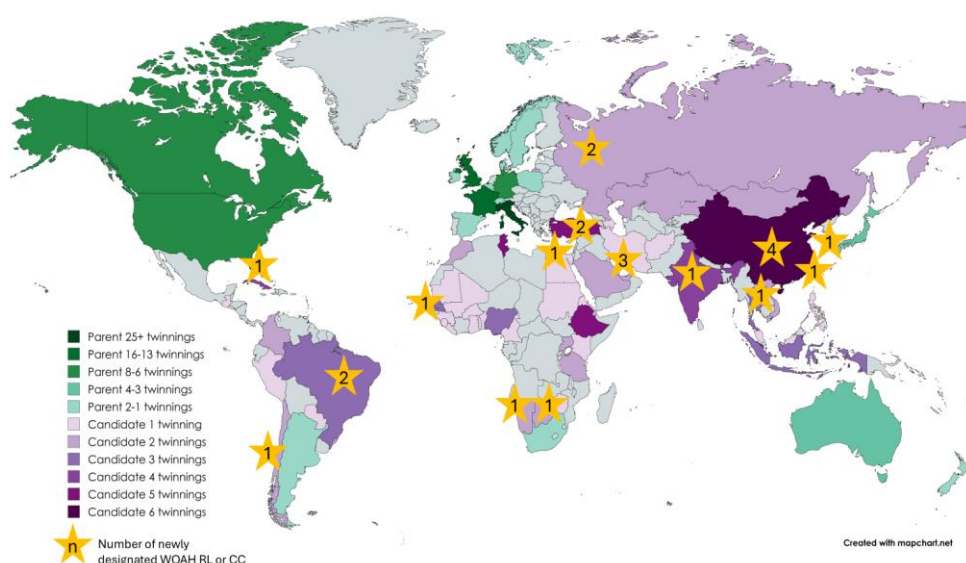 2
2
1
1
1
3
4
1
1
1
1
2
1
1
1
Parent 25+ twinnings
Parent 16-13 twinnings
Parent 8-6 twinnings
Parent 4-3 twinnings
Parent 2-1 twinnings
Candidate 1 twinning
Candidate 2 twinnings
Candidate 3 twinnings
Candidate 4 twinnings
Candidate 5 twinnings
Candidate 6 twinnings
n
Number of newly
designated WOAH RL or CC
Created with mapchart.net